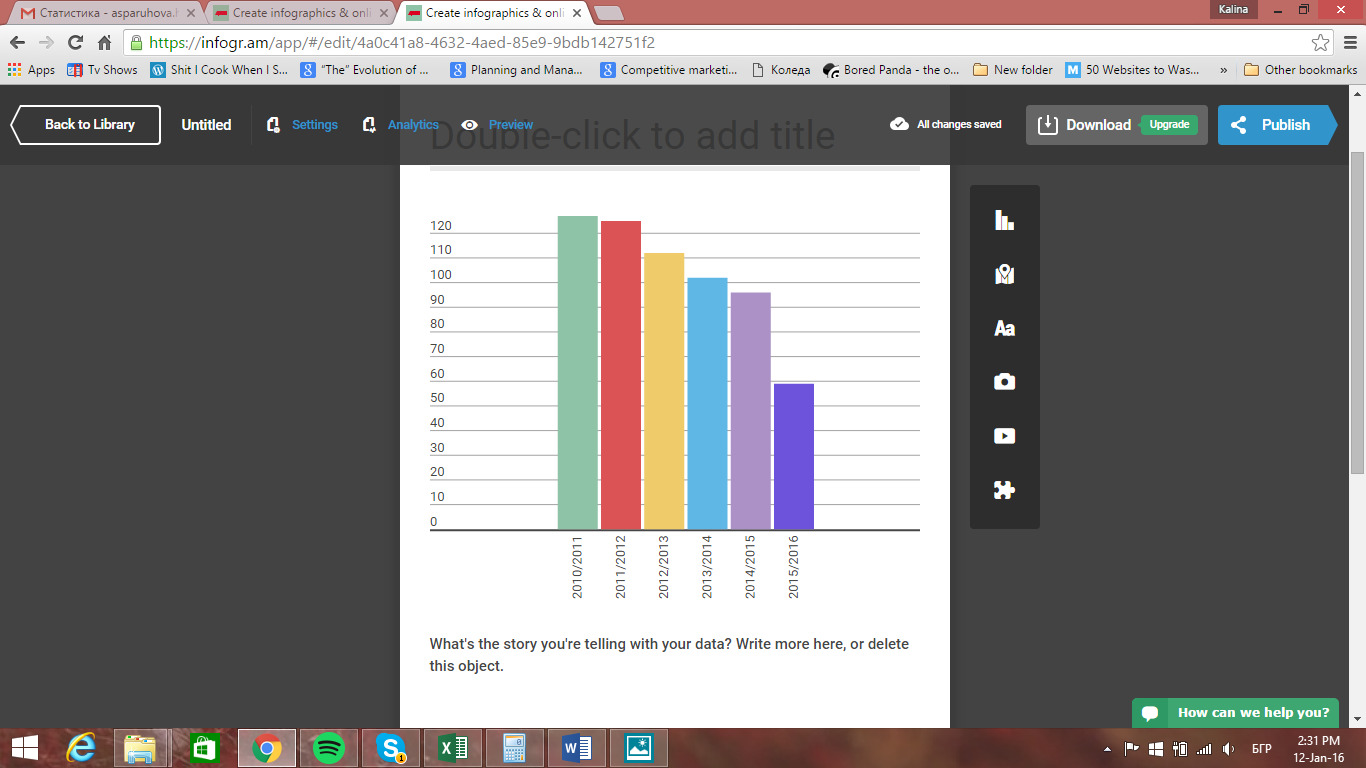 Статистика - asparuhova.
Create infographics & onli
Create infographics & onli
Kalina
https://infogr.am/app/#/edit/4a0c41a8-4632-4aed-85e9-9bdb142751f2
Apps Tv Shows Shit I Cook When I S... "The" Evolution of ... Planning and Mana... Competitive marketi... Коледа Bored Panda - the o... New folder 50 Websites to Was... » Other bookmarks
Back to Library Untitled Settings Analytics Preview All changes saved Download Upgrade Publish
Double-click to add title
120
110
100
90
80
70
60
50
40
30
20
10
0
2010/2011
2011/2012
2012/2013
2013/2014
2014/2015
2015/2016
Aa
What's the story you're telling with your data? Write more here, or delete
this object.
How can we help you?
БГР
2:31 PM
12-Jan-16